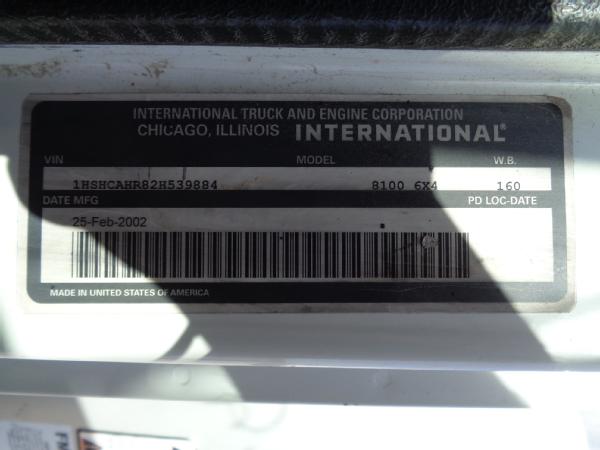 INTERNATIONAL TRUCK AND ENGINE CORPORATION
CHICAGO, ILLINOIS INTERNATIONAL®
VIN MODEL W.B.
1HSHCAHR82H539884 8100 6X4 160
DATE MFG PD LOC-DATE
25-Feb-2002
MADE IN UNITED STATES OF AMERICA